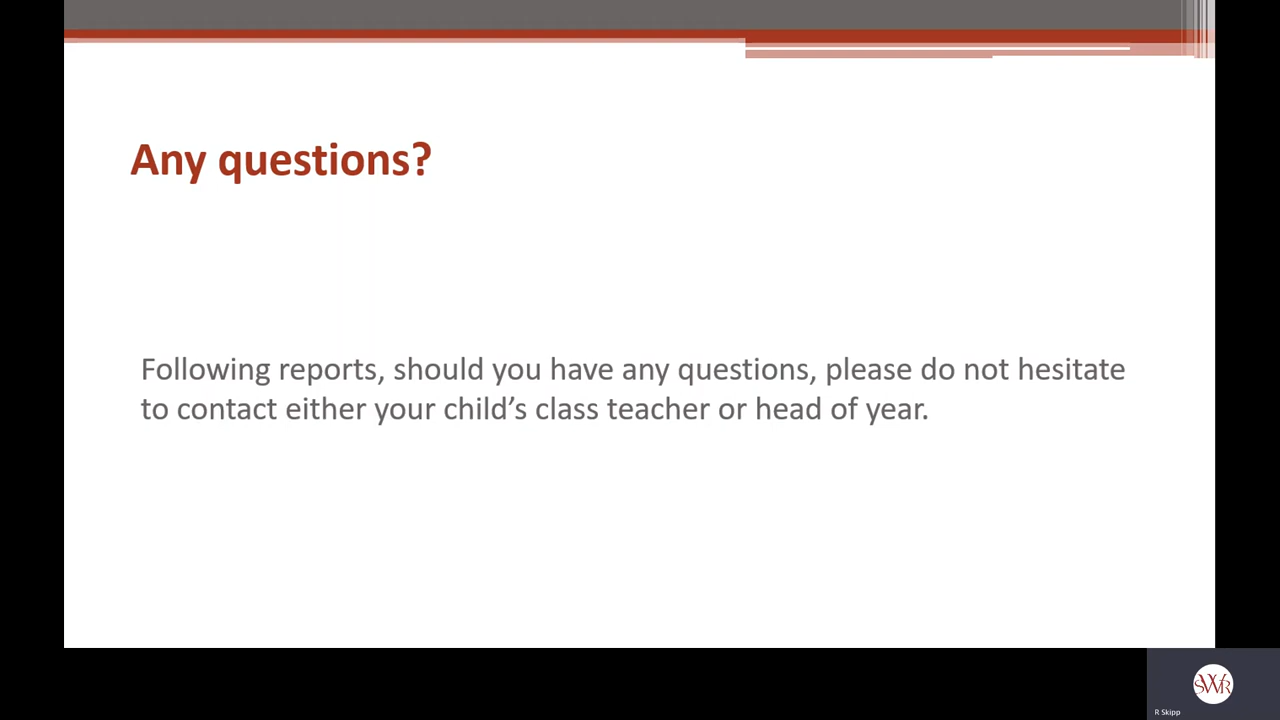 Any questions?
Following reports, should you have any questions, please do not hesitate
to contact either your child’s class teacher or head of year.
SWR
R Skipp